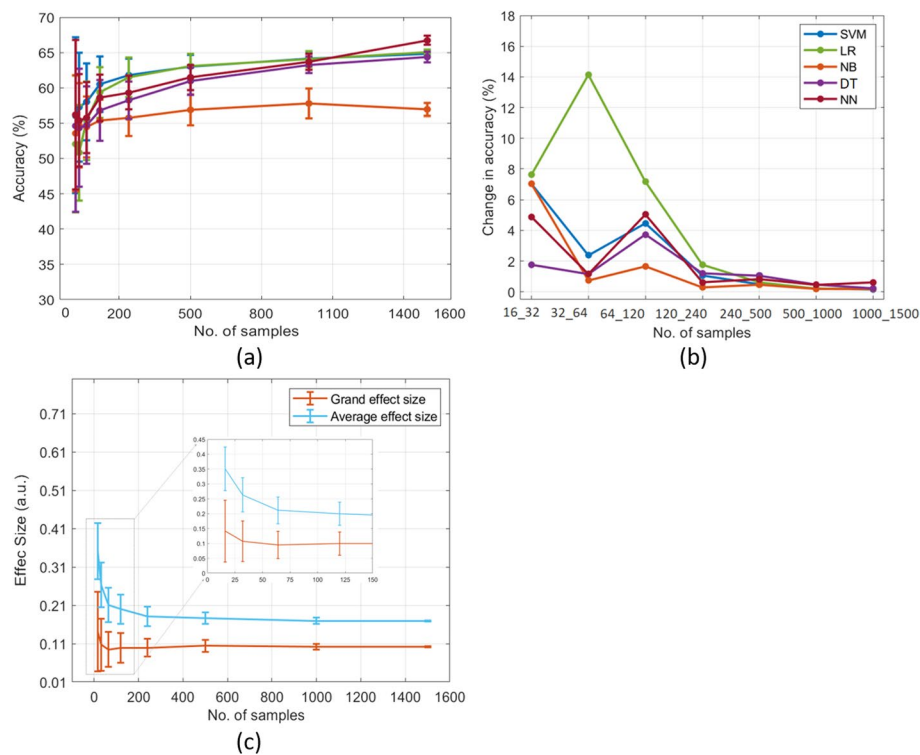 70
65
60
55
50
45
40
35
30
Accuracy (%)
0 200 500 800 1100 1400 1600
No. of samples
(a)
18
16
14
12
10
8
6
4
2
0
Change in accuracy (%)
SVM
LR
NB
DT
NN
16_32 32_64 64_120 120_240 240_500 500_1000 1000_1500
No. of samples
(b)
0.71
0.61
0.51
0.41
0.31
0.21
0.11
0.01
Effec Size (a.u.)
Grand effect size
Average effect size
0.45
0.4
0.35
0.3
0.25
0.2
0.15
0.1
0.05
0
0 25 50 75 100 125 150
0 200 400 600 800 1000 1200 1400 1600
No. of samples
(c)